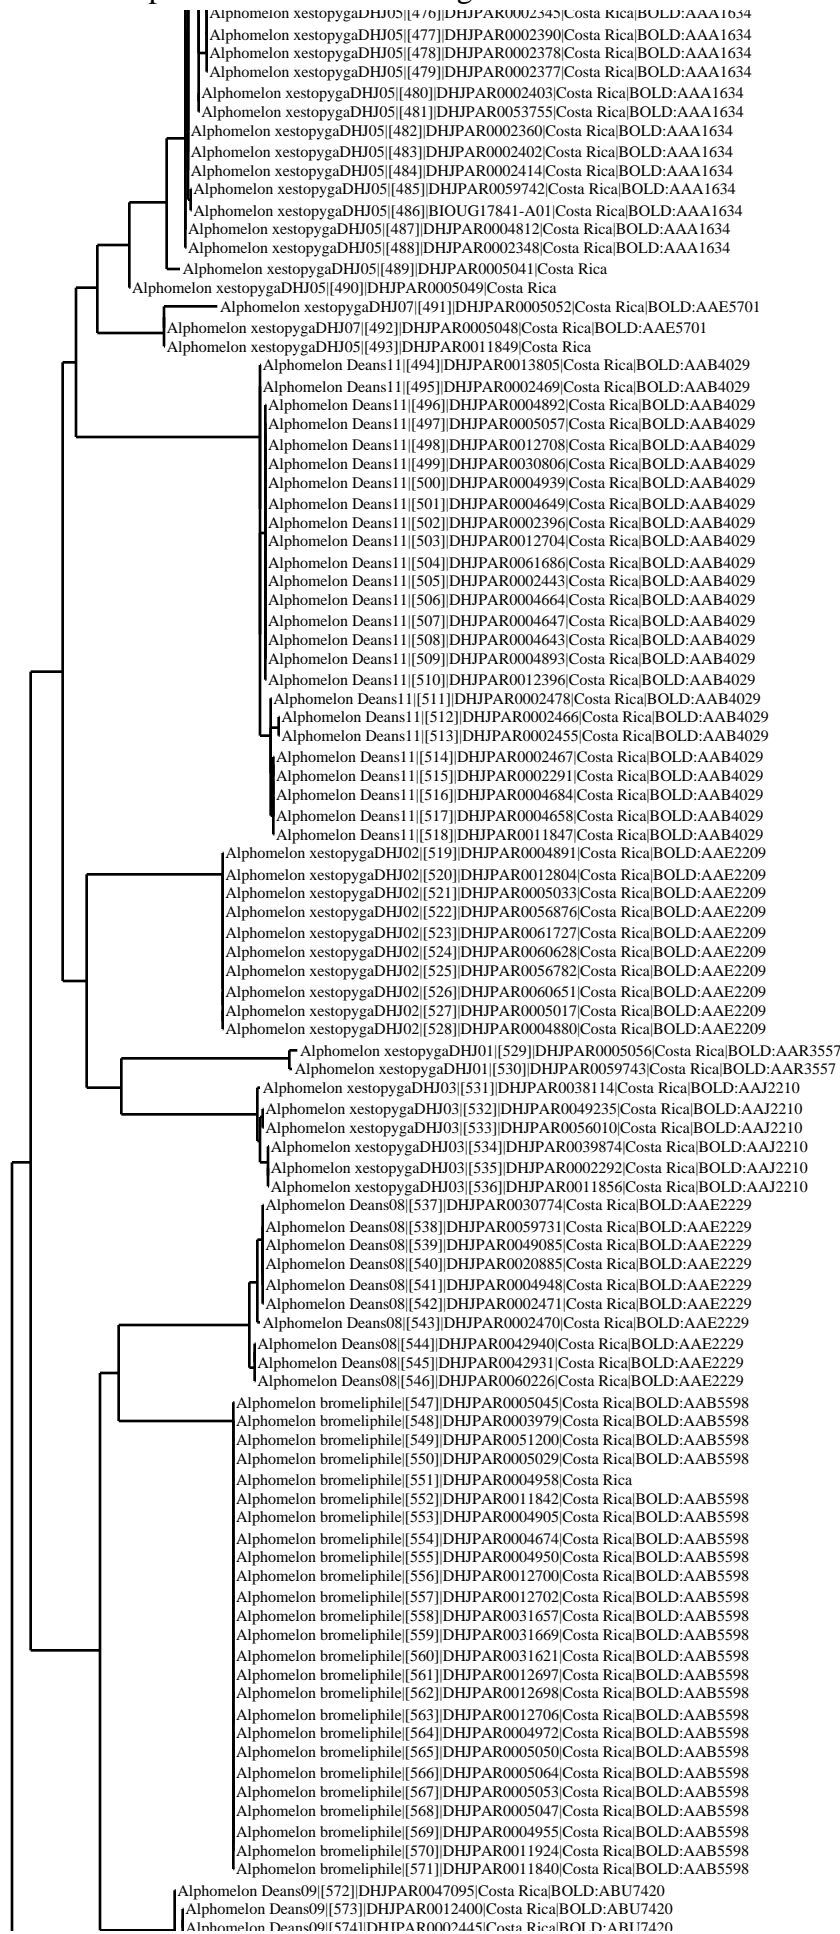 Alphomelon xestopygaDHJ05|[476]|DHJPAR0002345|Costa Rica|BOLD:AAA1634
Alphomelon xestopygaDHJ05|[477]|DHJPAR0002390|Costa Rica|BOLD:AAA1634
Alphomelon xestopygaDHJ05|[478]|DHJPAR0002378|Costa Rica|BOLD:AAA1634
Alphomelon xestopygaDHJ05|[479]|DHJPAR0002377|Costa Rica|BOLD:AAA1634
Alphomelon xestopygaDHJ05|[480]|DHJPAR0002403|Costa Rica|BOLD:AAA1634
Alphomelon xestopygaDHJ05|[481]|DHJPAR0053755|Costa Rica|BOLD:AAA1634
Alphomelon xestopygaDHJ05|[482]|DHJPAR0002360|Costa Rica|BOLD:AAA1634
Alphomelon xestopygaDHJ05|[483]|DHJPAR0002402|Costa Rica|BOLD:AAA1634
Alphomelon xestopygaDHJ05|[484]|DHJPAR0002414|Costa Rica|BOLD:AAA1634
Alphomelon xestopygaDHJ05|[485]|DHJPAR0059742|Costa Rica|BOLD:AAA1634
Alphomelon xestopygaDHJ05|[486]|BIOUG17841-A01|Costa Rica|BOLD:AAA1634
Alphomelon xestopygaDHJ05|[487]|DHJPAR0004812|Costa Rica|BOLD:AAA1634
Alphomelon xestopygaDHJ05|[488]|DHJPAR0002348|Costa Rica|BOLD:AAA1634
Alphomelon xestopygaDHJ05|[489]|DHJPAR0005041|Costa Rica
Alphomelon xestopygaDHJ05|[490]|DHJPAR0005049|Costa Rica
Alphomelon xestopygaDHJ07|[491]|DHJPAR0005052|Costa Rica|BOLD:AAE5701
Alphomelon xestopygaDHJ07|[492]|DHJPAR0005048|Costa Rica|BOLD:AAE5701
Alphomelon xestopygaDHJ05|[493]|DHJPAR0011849|Costa Rica
Alphomelon Deans11|[494]|DHJPAR0013805|Costa Rica|BOLD:AAB4029
Alphomelon Deans11|[495]|DHJPAR0002469|Costa Rica|BOLD:AAB4029
Alphomelon Deans11|[496]|DHJPAR0004892|Costa Rica|BOLD:AAB4029
Alphomelon Deans11|[497]|DHJPAR0005057|Costa Rica|BOLD:AAB4029
Alphomelon Deans11|[498]|DHJPAR0012708|Costa Rica|BOLD:AAB4029
Alphomelon Deans11|[499]|DHJPAR0030806|Costa Rica|BOLD:AAB4029
Alphomelon Deans11|[500]|DHJPAR0004939|Costa Rica|BOLD:AAB4029
Alphomelon Deans11|[501]|DHJPAR0004649|Costa Rica|BOLD:AAB4029
Alphomelon Deans11|[502]|DHJPAR0002396|Costa Rica|BOLD:AAB4029
Alphomelon Deans11|[503]|DHJPAR0012704|Costa Rica|BOLD:AAB4029
Alphomelon Deans11|[504]|DHJPAR0061686|Costa Rica|BOLD:AAB4029
Alphomelon Deans11|[505]|DHJPAR0002443|Costa Rica|BOLD:AAB4029
Alphomelon Deans11|[506]|DHJPAR0004664|Costa Rica|BOLD:AAB4029
Alphomelon Deans11|[507]|DHJPAR0004647|Costa Rica|BOLD:AAB4029
Alphomelon Deans11|[508]|DHJPAR0004643|Costa Rica|BOLD:AAB4029
Alphomelon Deans11|[509]|DHJPAR0004893|Costa Rica|BOLD:AAB4029
Alphomelon Deans11|[510]|DHJPAR0012396|Costa Rica|BOLD:AAB4029
Alphomelon Deans11|[511]|DHJPAR0002478|Costa Rica|BOLD:AAB4029
Alphomelon Deans11|[512]|DHJPAR0002466|Costa Rica|BOLD:AAB4029
Alphomelon Deans11|[513]|DHJPAR0002455|Costa Rica|BOLD:AAB4029
Alphomelon Deans11|[514]|DHJPAR0002467|Costa Rica|BOLD:AAB4029
Alphomelon Deans11|[515]|DHJPAR0002291|Costa Rica|BOLD:AAB4029
Alphomelon Deans11|[516]|DHJPAR0004684|Costa Rica|BOLD:AAB4029
Alphomelon Deans11|[517]|DHJPAR0004658|Costa Rica|BOLD:AAB4029
Alphomelon Deans11|[518]|DHJPAR0011847|Costa Rica|BOLD:AAB4029
Alphomelon xestopygaDHJ02|[519]|DHJPAR0004891|Costa Rica|BOLD:AAE2209
Alphomelon xestopygaDHJ02|[520]|DHJPAR0012804|Costa Rica|BOLD:AAE2209
Alphomelon xestopygaDHJ02|[521]|DHJPAR0005033|Costa Rica|BOLD:AAE2209
Alphomelon xestopygaDHJ02|[522]|DHJPAR0056876|Costa Rica|BOLD:AAE2209
Alphomelon xestopygaDHJ02|[523]|DHJPAR0061727|Costa Rica|BOLD:AAE2209
Alphomelon xestopygaDHJ02|[524]|DHJPAR0060628|Costa Rica|BOLD:AAE2209
Alphomelon xestopygaDHJ02|[525]|DHJPAR0056782|Costa Rica|BOLD:AAE2209
Alphomelon xestopygaDHJ02|[526]|DHJPAR0060651|Costa Rica|BOLD:AAE2209
Alphomelon xestopygaDHJ02|[527]|DHJPAR0005017|Costa Rica|BOLD:AAE2209
Alphomelon xestopygaDHJ02|[528]|DHJPAR0004880|Costa Rica|BOLD:AAE2209
Alphomelon xestopygaDHJ01|[529]|DHJPAR0005056|Costa Rica|BOLD:AAR3557
Alphomelon xestopygaDHJ01|[530]|DHJPAR0059743|Costa Rica|BOLD:AAR3557
Alphomelon xestopygaDHJ03|[531]|DHJPAR0038114|Costa Rica|BOLD:AAJ2210
Alphomelon xestopygaDHJ03|[532]|DHJPAR0049235|Costa Rica|BOLD:AAJ2210
Alphomelon xestopygaDHJ03|[533]|DHJPAR0056010|Costa Rica|BOLD:AAJ2210
Alphomelon xestopygaDHJ03|[534]|DHJPAR0039874|Costa Rica|BOLD:AAJ2210
Alphomelon xestopygaDHJ03|[535]|DHJPAR0002292|Costa Rica|BOLD:AAJ2210
Alphomelon xestopygaDHJ03|[536]|DHJPAR0011856|Costa Rica|BOLD:AAJ2210
Alphomelon Deans08|[537]|DHJPAR0030774|Costa Rica|BOLD:AAE2229
Alphomelon Deans08|[538]|DHJPAR0059731|Costa Rica|BOLD:AAE2229
Alphomelon Deans08|[539]|DHJPAR0049085|Costa Rica|BOLD:AAE2229
Alphomelon Deans08|[540]|DHJPAR0020885|Costa Rica|BOLD:AAE2229
Alphomelon Deans08|[541]|DHJPAR0004948|Costa Rica|BOLD:AAE2229
Alphomelon Deans08|[542]|DHJPAR0002471|Costa Rica|BOLD:AAE2229
Alphomelon Deans08|[543]|DHJPAR0002470|Costa Rica|BOLD:AAE2229
Alphomelon Deans08|[544]|DHJPAR0042940|Costa Rica|BOLD:AAE2229
Alphomelon Deans08|[545]|DHJPAR0042931|Costa Rica|BOLD:AAE2229
Alphomelon Deans08|[546]|DHJPAR0060226|Costa Rica|BOLD:AAE2229
Alphomelon bromeliphile|[547]|DHJPAR0005045|Costa Rica|BOLD:AAB5598
Alphomelon bromeliphile|[548]|DHJPAR0003979|Costa Rica|BOLD:AAB5598
Alphomelon bromeliphile|[549]|DHJPAR0051200|Costa Rica|BOLD:AAB5598
Alphomelon bromeliphile|[550]|DHJPAR0005029|Costa Rica|BOLD:AAB5598
Alphomelon bromeliphile|[551]|DHJPAR0004958|Costa Rica
Alphomelon bromeliphile|[552]|DHJPAR0011842|Costa Rica|BOLD:AAB5598
Alphomelon bromeliphile|[553]|DHJPAR0004905|Costa Rica|BOLD:AAB5598
Alphomelon bromeliphile|[554]|DHJPAR0004674|Costa Rica|BOLD:AAB5598
Alphomelon bromeliphile|[555]|DHJPAR0004950|Costa Rica|BOLD:AAB5598
Alphomelon bromeliphile|[556]|DHJPAR0012700|Costa Rica|BOLD:AAB5598
Alphomelon bromeliphile|[557]|DHJPAR0012702|Costa Rica|BOLD:AAB5598
Alphomelon bromeliphile|[558]|DHJPAR0031657|Costa Rica|BOLD:AAB5598
Alphomelon bromeliphile|[559]|DHJPAR0031669|Costa Rica|BOLD:AAB5598
Alphomelon bromeliphile|[560]|DHJPAR0031621|Costa Rica|BOLD:AAB5598
Alphomelon bromeliphile|[561]|DHJPAR0012697|Costa Rica|BOLD:AAB5598
Alphomelon bromeliphile|[562]|DHJPAR0012698|Costa Rica|BOLD:AAB5598
Alphomelon bromeliphile|[563]|DHJPAR0012706|Costa Rica|BOLD:AAB5598
Alphomelon bromeliphile|[564]|DHJPAR0004972|Costa Rica|BOLD:AAB5598
Alphomelon bromeliphile|[565]|DHJPAR0005050|Costa Rica|BOLD:AAB5598
Alphomelon bromeliphile|[566]|DHJPAR0005064|Costa Rica|BOLD:AAB5598
Alphomelon bromeliphile|[567]|DHJPAR0005053|Costa Rica|BOLD:AAB5598
Alphomelon bromeliphile|[568]|DHJPAR0005047|Costa Rica|BOLD:AAB5598
Alphomelon bromeliphile|[569]|DHJPAR0004955|Costa Rica|BOLD:AAB5598
Alphomelon bromeliphile|[570]|DHJPAR0011924|Costa Rica|BOLD:AAB5598
Alphomelon bromeliphile|[571]|DHJPAR0011840|Costa Rica|BOLD:AAB5598
Alphomelon Deans09|[572]|DHJPAR0047095|Costa Rica|BOLD:ABU7420
Alphomelon Deans09|[573]|DHJPAR0012400|Costa Rica|BOLD:ABU7420
Alphomelon Deans09|[574]|DHJPAR0002445|Costa Rica|BOLD:ABU7420